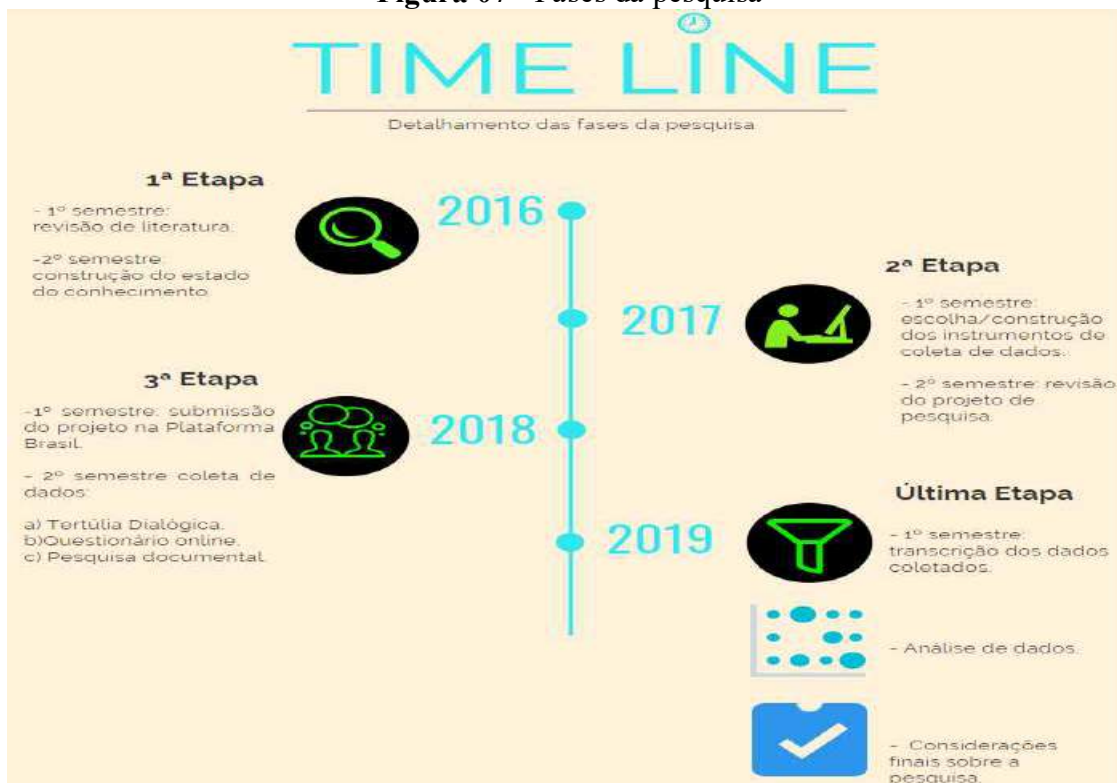 Figura 07 - Fases da pesquisa
TIME LINE
Detalhamento das fases da pesquisa
1ª Etapa
- 1º semestre:
revisão de literatura.
-2º semestre:
construção do estado
do conhecimento.
2016
2ª Etapa
- 1º semestre:
escolha/construção
dos instrumentos de
coleta de dados.
- 2º semestre: revisão
do projeto de
pesquisa.
2017
3ª Etapa
-1º semestre: submissão
do projeto na Plataforma
Brasil.
- 2º semestre coleta de
dados:
a) Tertúlia Dialógica.
b)Questionário online.
c) Pesquisa documental.
2018
Última Etapa
- 1º semestre:
transcrição dos dados
coletados.
2019
- Análise de dados.
- Considerações
finais sobre a
pesquisa.